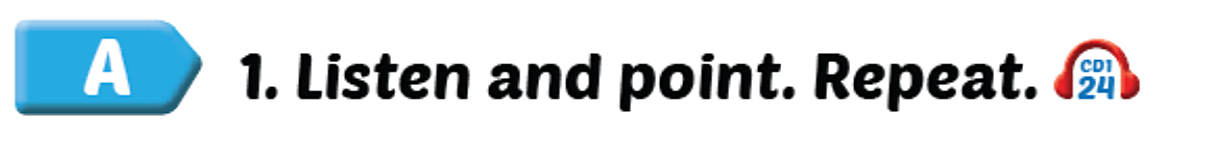 A 1. Listen and point. Repeat. CD1 24